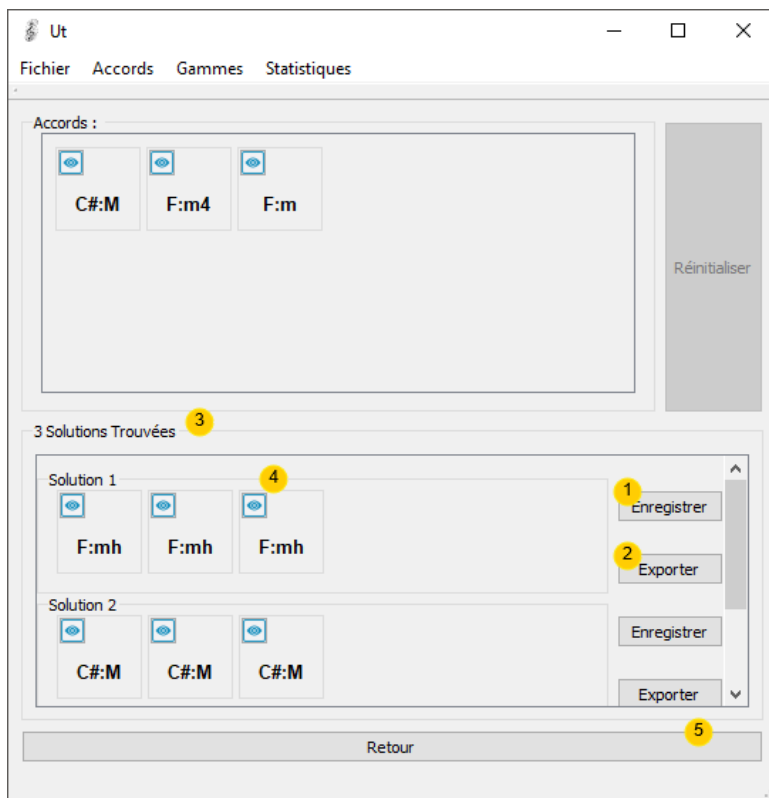 Ut
Fichier Accords Gammes Statistiques
Accords :
C#:M F:m4 F:m
Réinitialiser
3 Solutions Trouvées 3
Solution 1 4
1
Enregistrer
F:mh F:mh F:mh
2
Exporter
Solution 2
Enregistrer
C#:M C#:M C#:M
Exporter
5
Retour